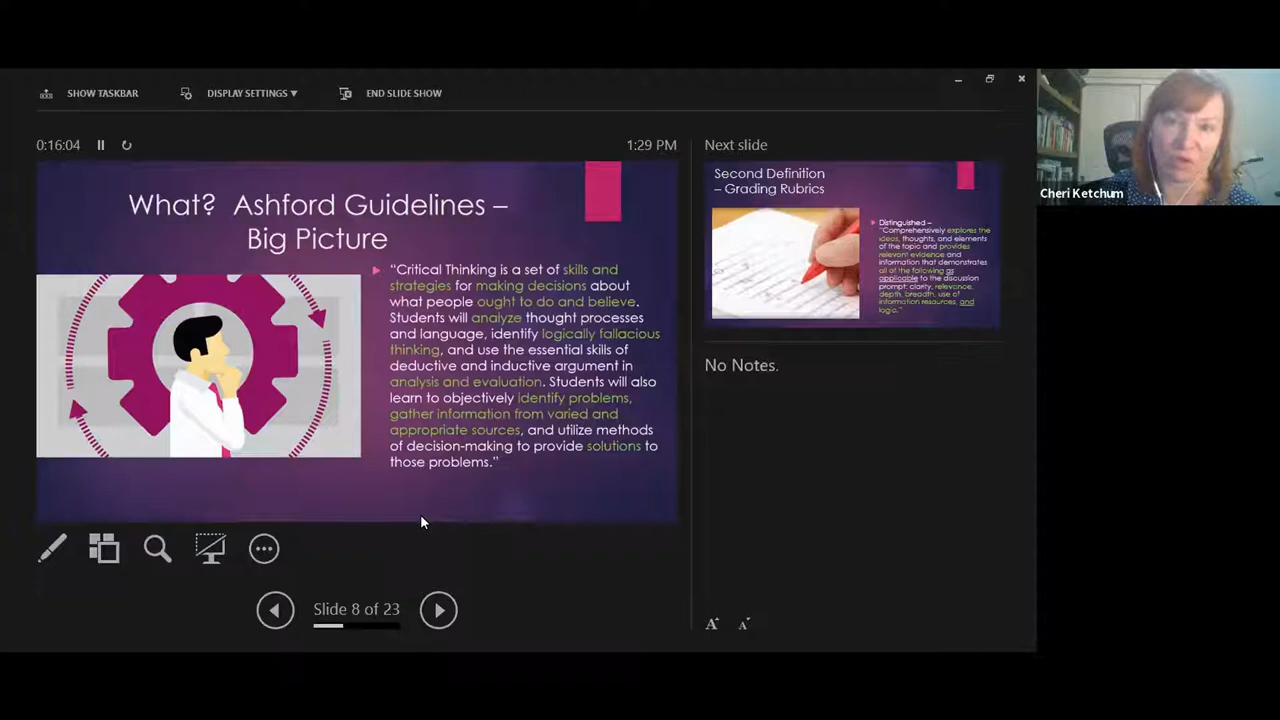 SHOW TASKBAR
DISPLAY SETTINGS ▼
END SLIDE SHOW
0:16:04
1:29 PM
What? Ashford Guidelines –
Big Picture
“Critical Thinking is a set of skills and
strategies for making decisions about
what people ought to do and believe.
Students will analyze thought processes
and language, identify logically fallacious
thinking, and use the essential skills of
deductive and inductive argument in
analysis and evaluation. Students will also
learn to objectively identify problems,
gather information from varied and
appropriate sources, and utilize methods
of decision-making to provide solutions to
those problems.”
Slide 8 of 23
Next slide
Second Definition
– Grading Rubrics
Distinguished –
“Comprehensively explores the
ideas, thoughts, and elements
of the topic and provides
relevant evidence and
information that demonstrates
all of the following as
applicable to the discussion
prompt: clarity, relevance,
depth, breadth, use of
information resources, and
logic.”
No Notes.
A A
Cheri Ketchum